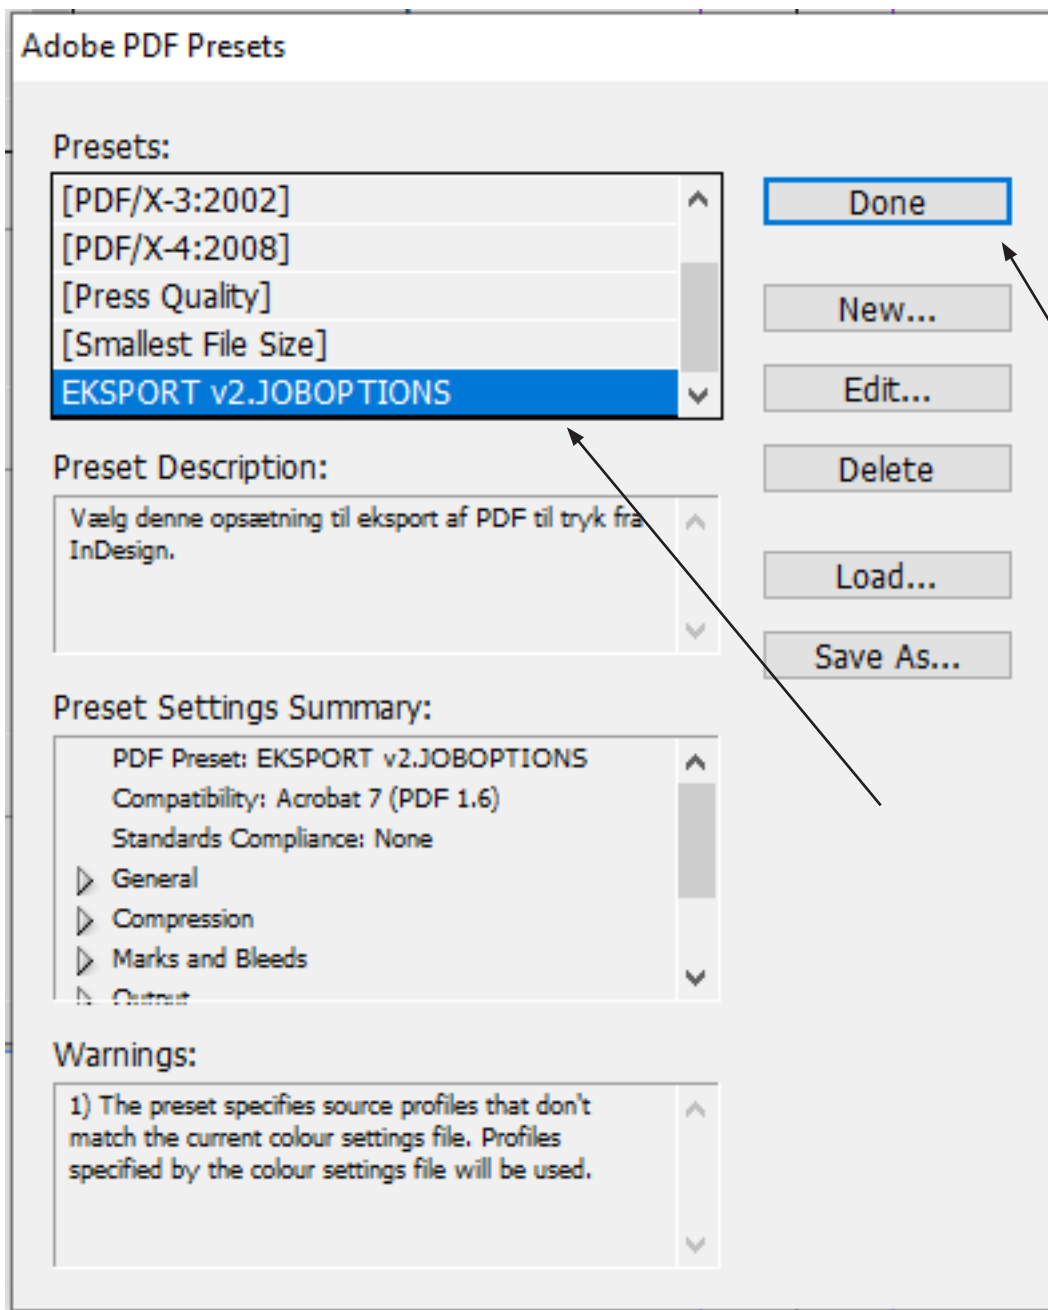 Adobe PDF Presets
Presets:
[PDF/X-3:2002]
[PDF/X-4:2008]
[Press Quality]
[Smallest File Size]
EKSPORT v2.JOBOPTIONS
Done
New...
Edit...
Delete
Load...
Save As...
Preset Description:
Vælg denne opsætning til eksport af PDF til tryk fra
InDesign.
Preset Settings Summary:
PDF Preset: EKSPORT v2.JOBOPTIONS
Compatibility: Acrobat 7 (PDF 1.6)
Standards Compliance: None
General
Compression
Marks and Bleeds
Output
Warnings:
1) The preset specifies source profiles that don't
match the current colour settings file. Profiles
specified by the colour settings file will be used.